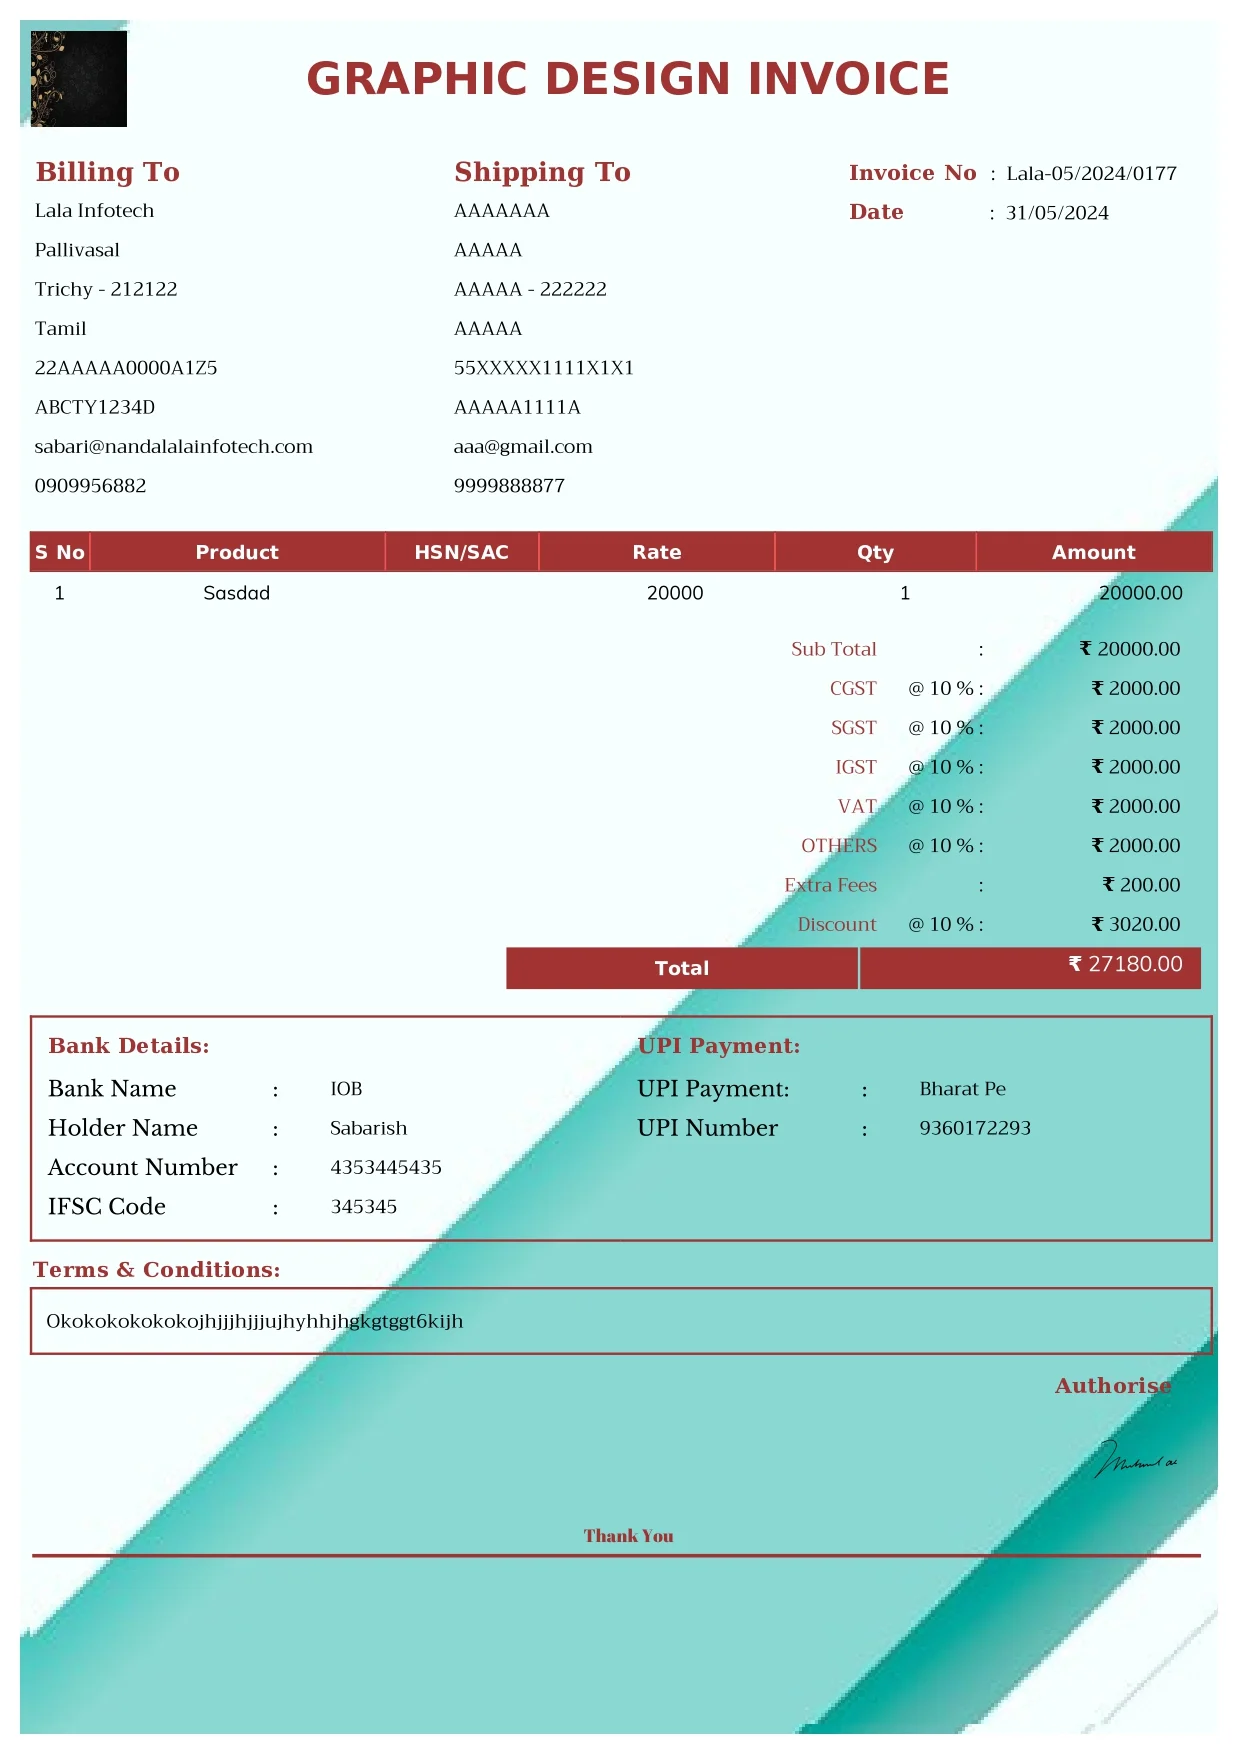 GRAPHIC DESIGN INVOICE
Billing To
Lala Infotech
Pallivasal
Trichy - 212122
Tamil
22AAAAA0000A1Z5
ABCTY1234D
sabari@nandalalainfotech.com
0909956882
Shipping To
AAAAAAA
AAAAA
AAAAA - 222222
AAAAA
55XXXXX1111X1X1
AAAAA1111A
aaa@gmail.com
9999888877
Invoice No : Lala-05/2024/0177
Date : 31/05/2024
S No Product HSN/SAC Rate Qty Amount
1 Sasdad 20000 1 20000.00
Sub Total : ₹ 20000.00
CGST @ 10 % : ₹ 2000.00
SGST @ 10 % : ₹ 2000.00
IGST @ 10 % : ₹ 2000.00
VAT @ 10 % : ₹ 2000.00
OTHERS @ 10 % : ₹ 2000.00
Extra Fees : ₹ 200.00
Discount @ 10 % : ₹ 3020.00
Total ₹ 27180.00
Bank Details:
Bank Name : IOB
Holder Name : Sabarish
Account Number : 4353445435
IFSC Code : 345345
UPI Payment:
UPI Payment: : Bharat Pe
UPI Number : 9360172293
Terms & Conditions:
Okokokokokokojhjjjhjjjujhyhhjhgkgtggt6kijh
Authorise
Thank You